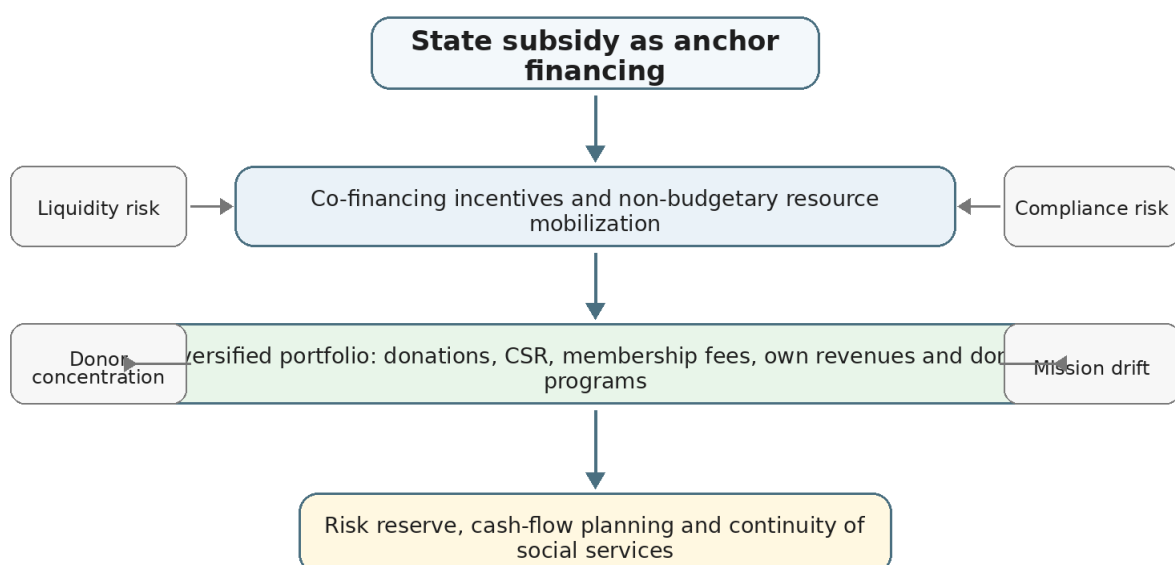 State subsidy as anchor
financing
Liquidity risk
Co-financing incentives and non-budgetary resource
mobilization
Compliance risk
Donor
concentration
versified portfolio: donations, CSR, membership fees, own revenues and don
programs
Mission drift
Risk reserve, cash-flow planning and continuity of
social services